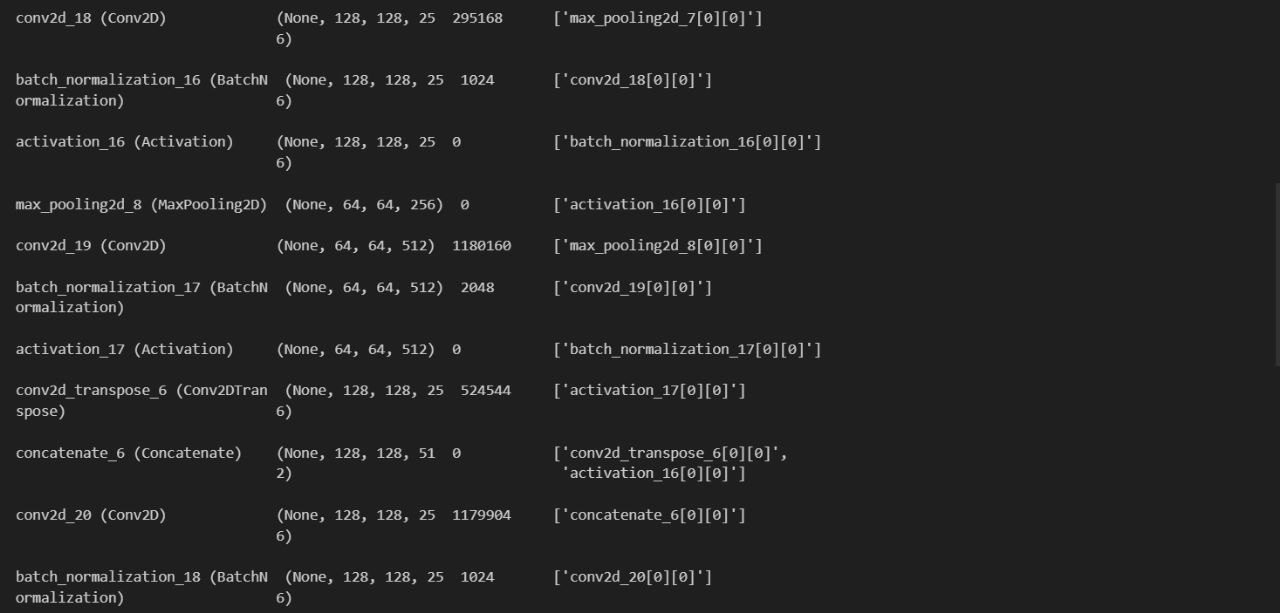 conv2d_18 (Conv2D) (None, 128, 128, 25 295168 ['max_pooling2d_7[0][0]']
6)
batch_normalization_16 (BatchN (None, 128, 128, 25 1024 ['conv2d_18[0][0]']
ormalization) 6)
activation_16 (Activation) (None, 128, 128, 25 0 ['batch_normalization_16[0][0]']
6)
max_pooling2d_8 (MaxPooling2D) (None, 64, 64, 256) 0 ['activation_16[0][0]']
conv2d_19 (Conv2D) (None, 64, 64, 512) 1180160 ['max_pooling2d_8[0][0]']
batch_normalization_17 (BatchN (None, 64, 64, 512) 2048 ['conv2d_19[0][0]']
ormalization)
activation_17 (Activation) (None, 64, 64, 512) 0 ['batch_normalization_17[0][0]']
conv2d_transpose_6 (Conv2DTran (None, 128, 128, 25 524544 ['activation_17[0][0]']
spose) 6)
concatenate_6 (Concatenate) (None, 128, 128, 51 0 ['conv2d_transpose_6[0][0]',
2) 'activation_16[0][0]']
conv2d_20 (Conv2D) (None, 128, 128, 25 1179904 ['concatenate_6[0][0]']
6)
batch_normalization_18 (BatchN (None, 128, 128, 25 1024 ['conv2d_20[0][0]']
ormalization) 6)